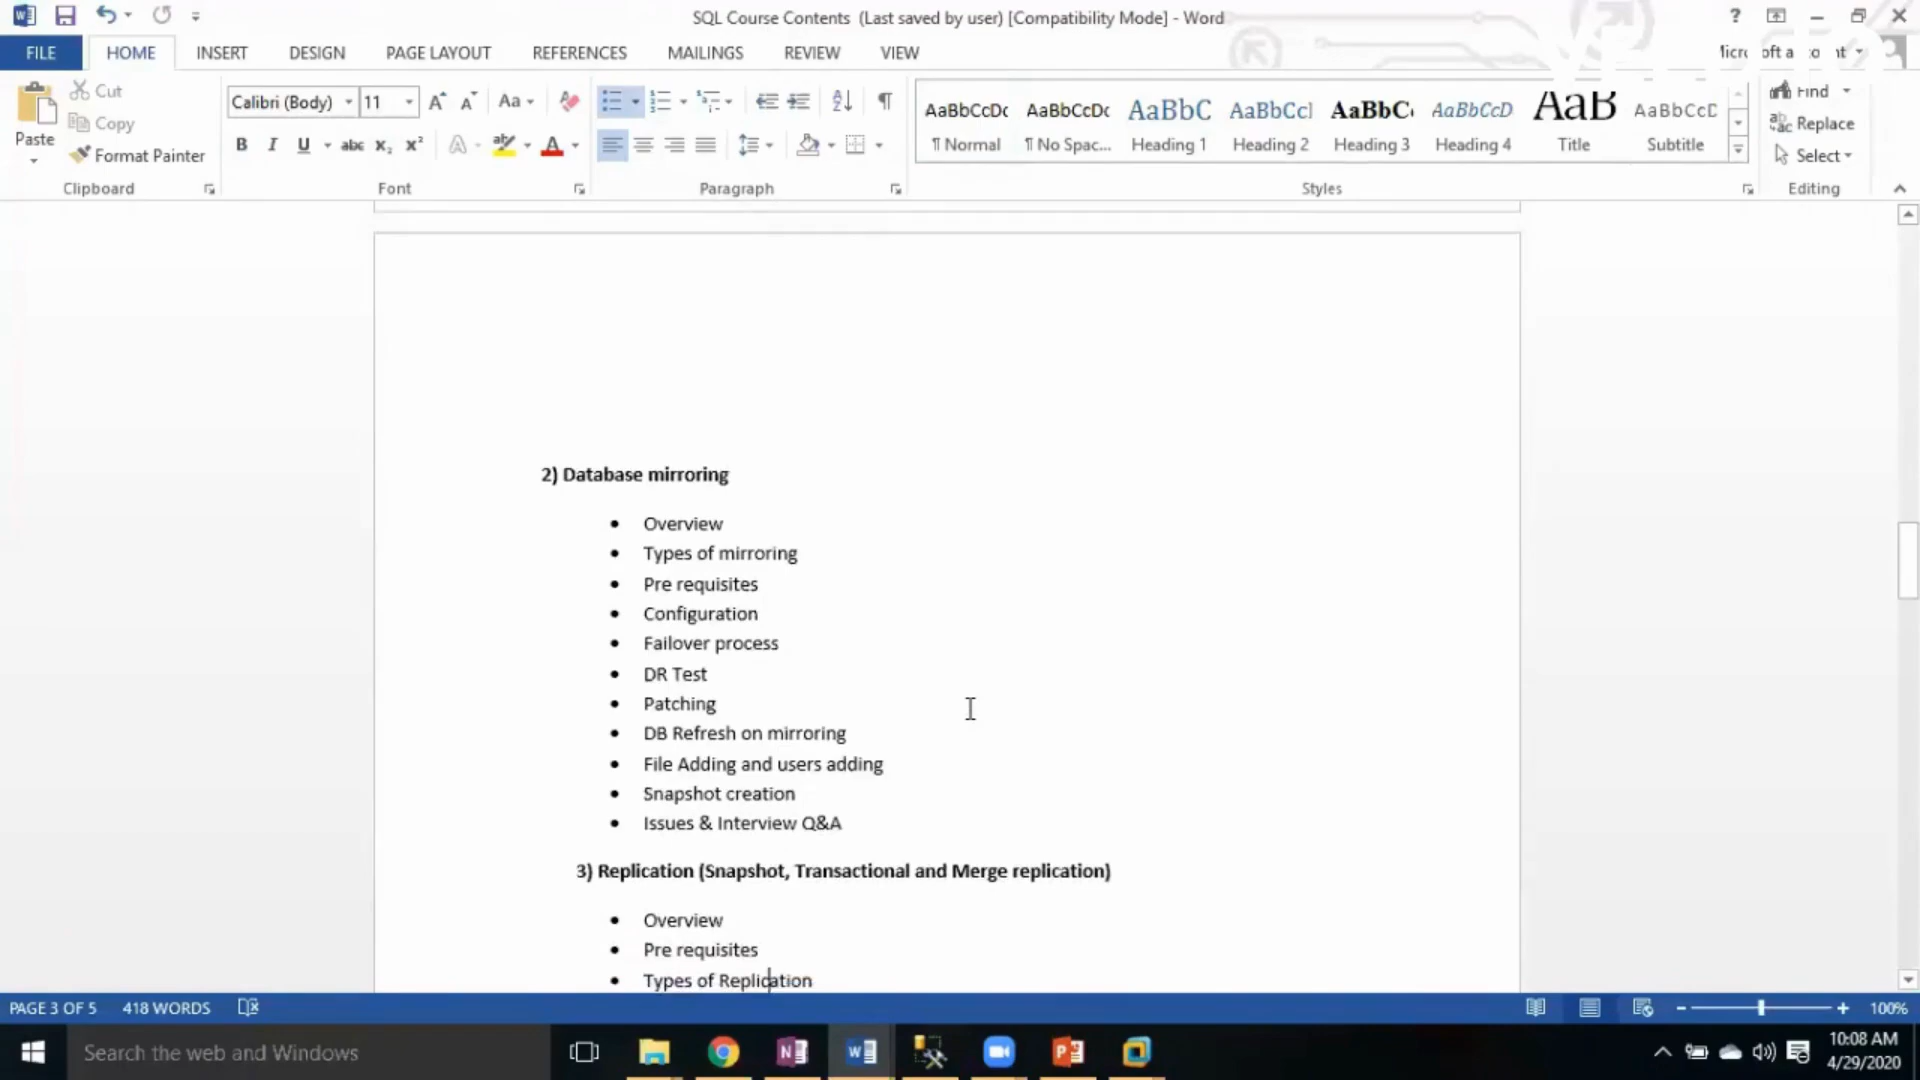 SQL Course Contents (Last saved by user) [Compatibility Mode] - Word
?
FILE HOME INSERT DESIGN PAGE LAYOUT REFERENCES MAILINGS REVIEW VIEW
Paste
Cut
Copy
Format Painter
Clipboard
Calibri (Body) 11
Aa
B I U abc X₂ X²
Font
Paragraph
AaBbCcDc AaBbCcDc AaBbC AaBbCcl AaBbC AaBbCcD AaB AaBbCcD
¶ Normal ¶ No Spac... Heading 1 Heading 2 Heading 3 Heading 4 Title Subtitle
Styles
Find
Replace
Select
Editing
2) Database mirroring
• Overview
• Types of mirroring
• Pre requisites
• Configuration
• Failover process
• DR Test
• Patching
• DB Refresh on mirroring
• File Adding and users adding
• Snapshot creation
• Issues & Interview Q&A
3) Replication (Snapshot, Transactional and Merge replication)
• Overview
• Pre requisites
• Types of Replication
PAGE 3 OF 5 418 WORDS 100%
Search the web and Windows
10:08 AM
4/29/2020